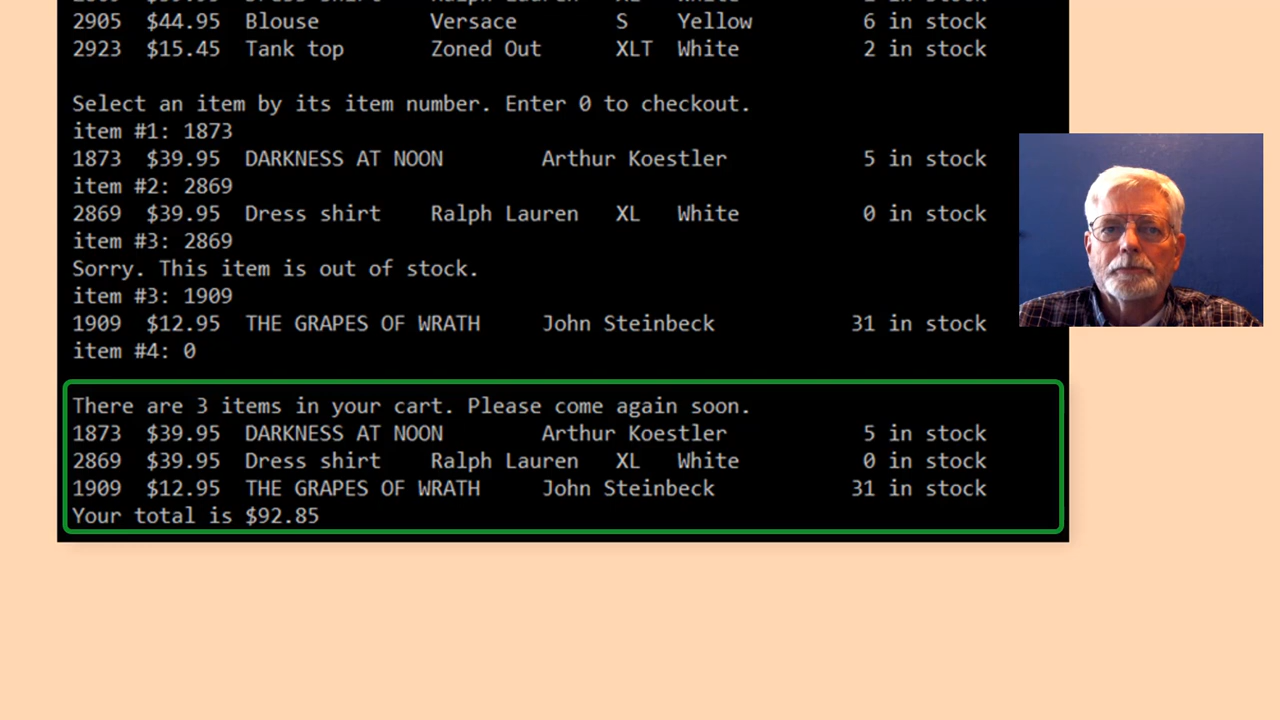 2905 $44.95 Blouse Versace S Yellow 6 in stock
2923 $15.45 Tank top Zoned Out XLT White 2 in stock
Select an item by its item number. Enter 0 to checkout.
item #1: 1873
1873 $39.95 DARKNESS AT NOON Arthur Koestler 5 in stock
item #2: 2869
2869 $39.95 Dress shirt Ralph Lauren XL White 0 in stock
item #3: 2869
Sorry. This item is out of stock.
item #3: 1909
1909 $12.95 THE GRAPES OF WRATH John Steinbeck 31 in stock
item #4: 0
There are 3 items in your cart. Please come again soon.
1873 $39.95 DARKNESS AT NOON Arthur Koestler 5 in stock
2869 $39.95 Dress shirt Ralph Lauren XL White 0 in stock
1909 $12.95 THE GRAPES OF WRATH John Steinbeck 31 in stock
Your total is $92.85